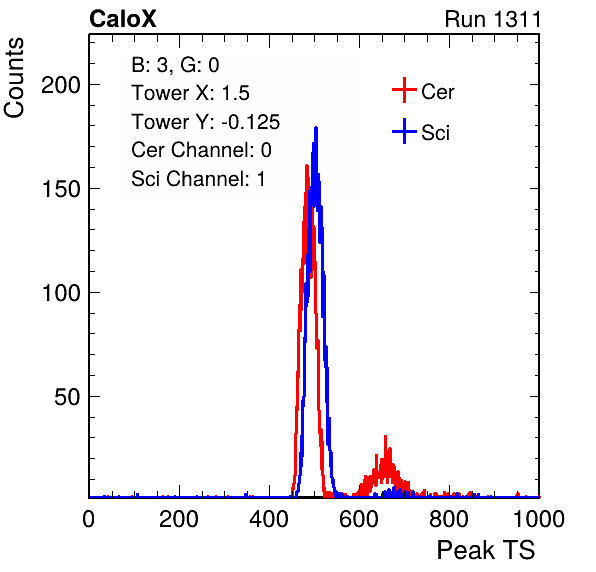 CaloX Run 1311
B: 3, G: 0
Tower X: 1.5
Tower Y: -0.125
Cer Channel: 0
Sci Channel: 1
Cer
Sci
Counts
200
150
100
50
0 200 400 600 800 1000
Peak TS